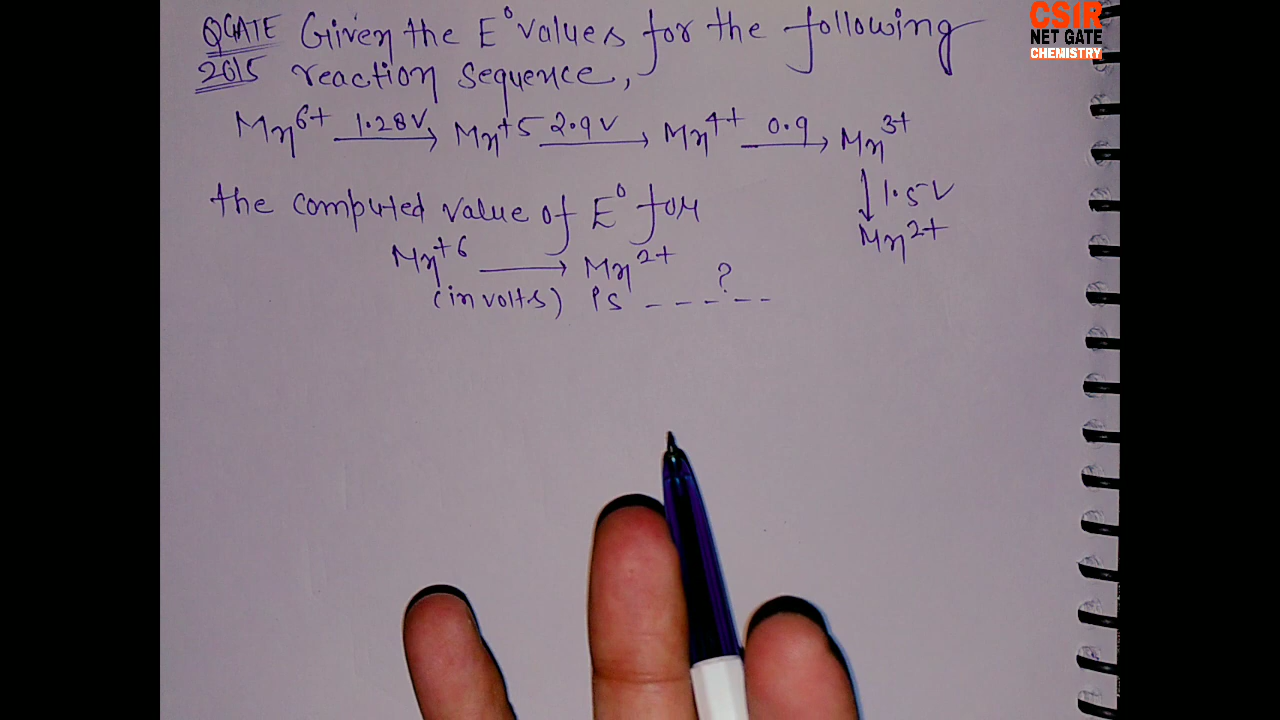 QGATE Given the E° values for the following
2015 reaction sequence,
Mn⁶⁺ —1.28V→ Mn⁺⁵ —2.9V→ Mn⁴⁺ —0.9→ Mn³⁺
↓ 1.5V
Mn²⁺
the computed value of E° for
Mn⁺⁶ → Mn²⁺
(in volts) is - - - ? - -
CSIR
NET GATE
CHEMISTRY